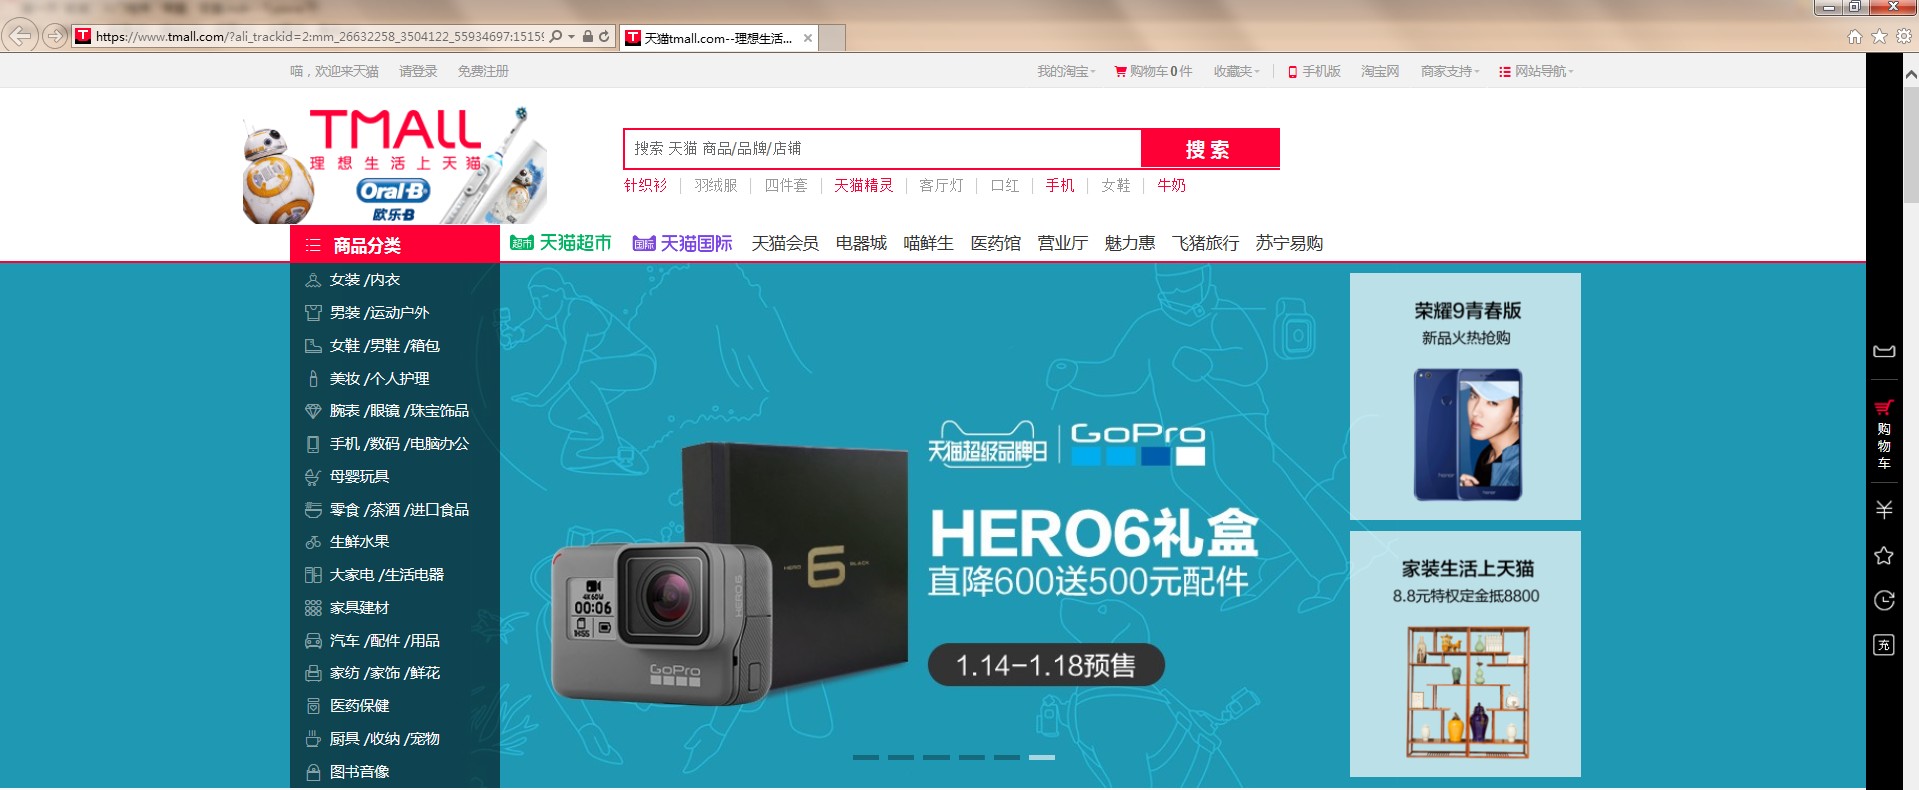 https://www.tmall.com/?ali_trackid=2:mm_26632258_3504122_55934697:15159
天猫tmall.com--理想生活...
喵，欢迎来天猫 请登录 免费注册
我的淘宝 购物车0件 收藏夹 手机版 淘宝网 商家支持 网站导航
TMALL
理想生活上天猫
Oral-B
欧乐-B
搜索 天猫 商品/品牌/店铺
搜索
针织衫 羽绒服 四件套 天猫精灵 客厅灯 口红 手机 女鞋 牛奶
商品分类
超市 天猫超市 国际 天猫国际 天猫会员 电器城 喵鲜生 医药馆 营业厅 魅力惠 飞猪旅行 苏宁易购
女装 /内衣
男装 /运动户外
女鞋 /男鞋 /箱包
美妆 /个人护理
腕表 /眼镜 /珠宝饰品
手机 /数码 /电脑办公
母婴玩具
零食 /茶酒 /进口食品
生鲜水果
大家电 /生活电器
家具建材
汽车 /配件 /用品
家纺 /家饰 /鲜花
医药保健
厨具 /收纳 /宠物
图书音像
天猫超级品牌日 GoPro
HERO6礼盒
直降600送500元配件
1.14-1.18预售
HERO 6 BLACK
4K60W
00:06
HERO6
GoPro
荣耀9青春版
新品火热抢购
honor
家装生活上天猫
8.8元特权定金抵8800
购物车
充